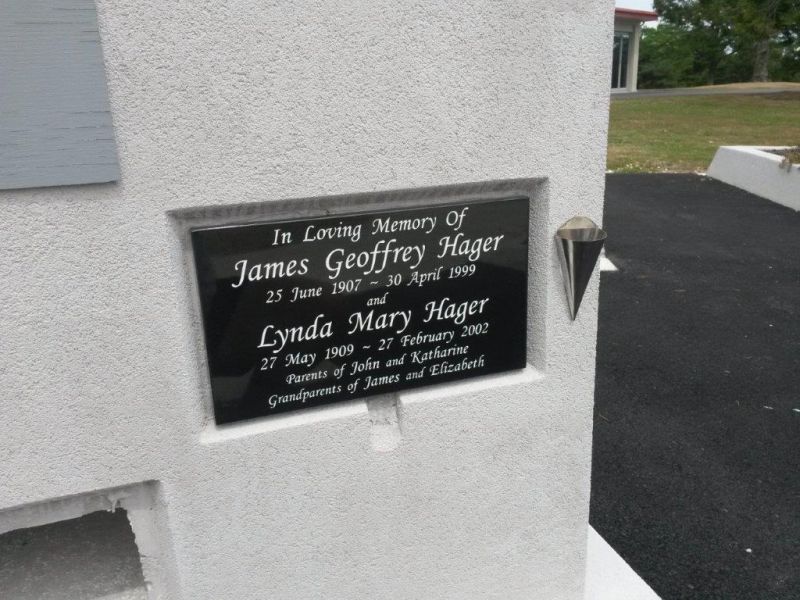 In Loving Memory Of
James Geoffrey Hager
25 June 1907 ~ 30 April 1999
and
Lynda Mary Hager
27 May 1909 ~ 27 February 2002
Parents of John and Katharine
Grandparents of James and Elizabeth